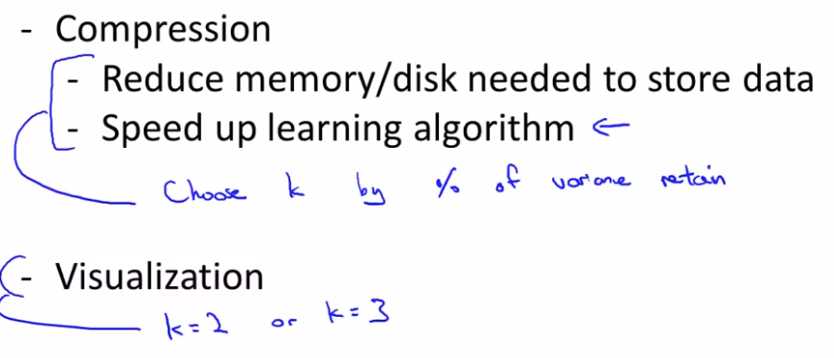 - Compression
- Reduce memory/disk needed to store data
- Speed up learning algorithm ←
Choose k by % of variance retain
- Visualization
k=2 or k=3